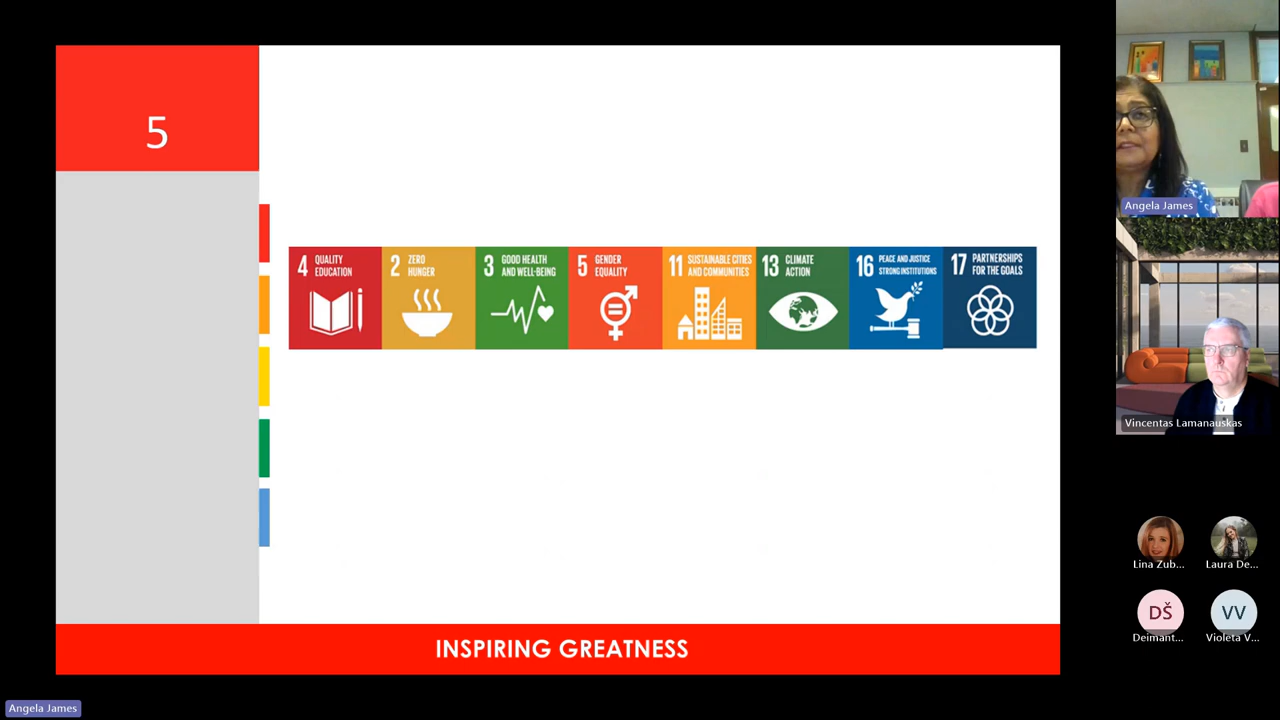 5
4 QUALITY
EDUCATION
2 ZERO
HUNGER
3 GOOD HEALTH
AND WELL-BEING
5 GENDER
EQUALITY
11 SUSTAINABLE CITIES
AND COMMUNITIES
13 CLIMATE
ACTION
16 PEACE AND JUSTICE
STRONG INSTITUTIONS
17 PARTNERSHIPS
FOR THE GOALS
INSPIRING GREATNESS
Angela James
Vincentas Lamanauskas
Lina Zub...
Laura De...
DŠ
Deimant...
VV
Violeta V...
Angela James